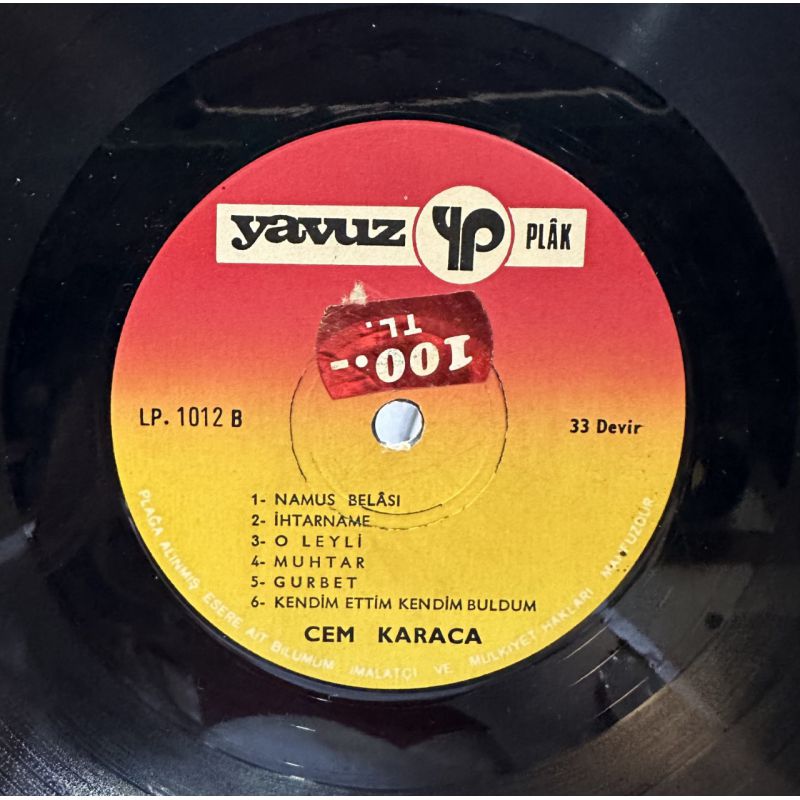 yavuz yp PLÂK
100.-
TL.
LP. 1012 B
33 Devir
1- NAMUS BELÂSI
2- İHTARNAME
3- O LEYLİ
4- MUHTAR
5- GURBET
6- KENDİM ETTİM KENDİM BULDUM
CEM KARACA
PLAĞA ALINMIŞ ESERE AİT BİLUMUM İMALATÇI VE MÜLKİYET HAKLARI MAHFUZDUR